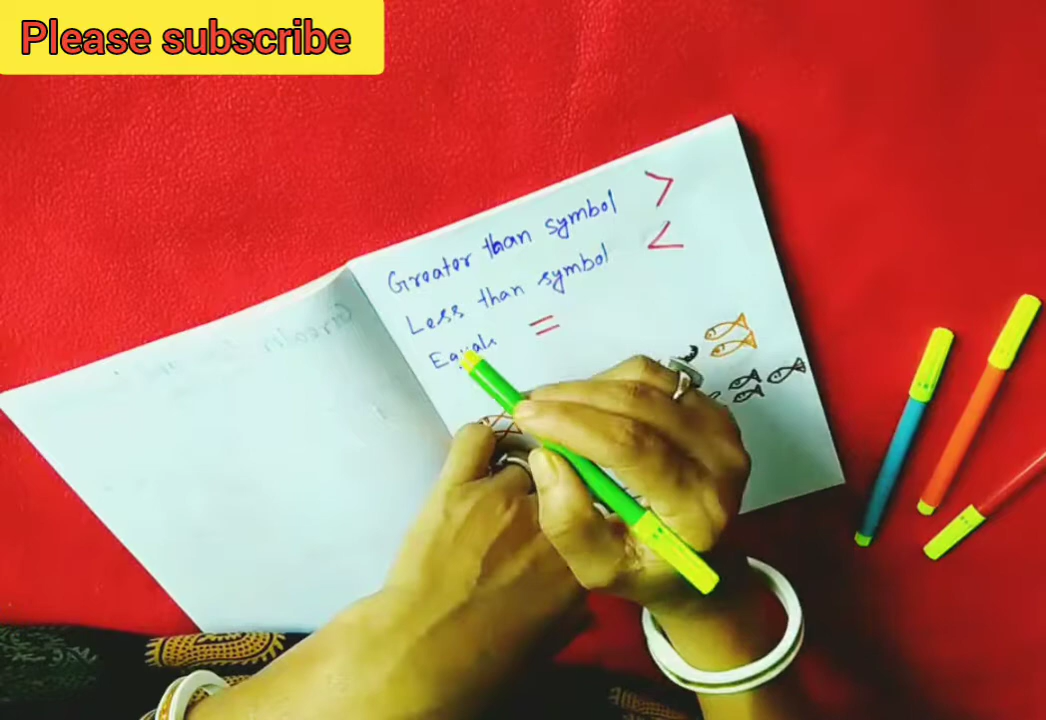 Please subscribe
Greater than symbol >
Less than symbol <
=